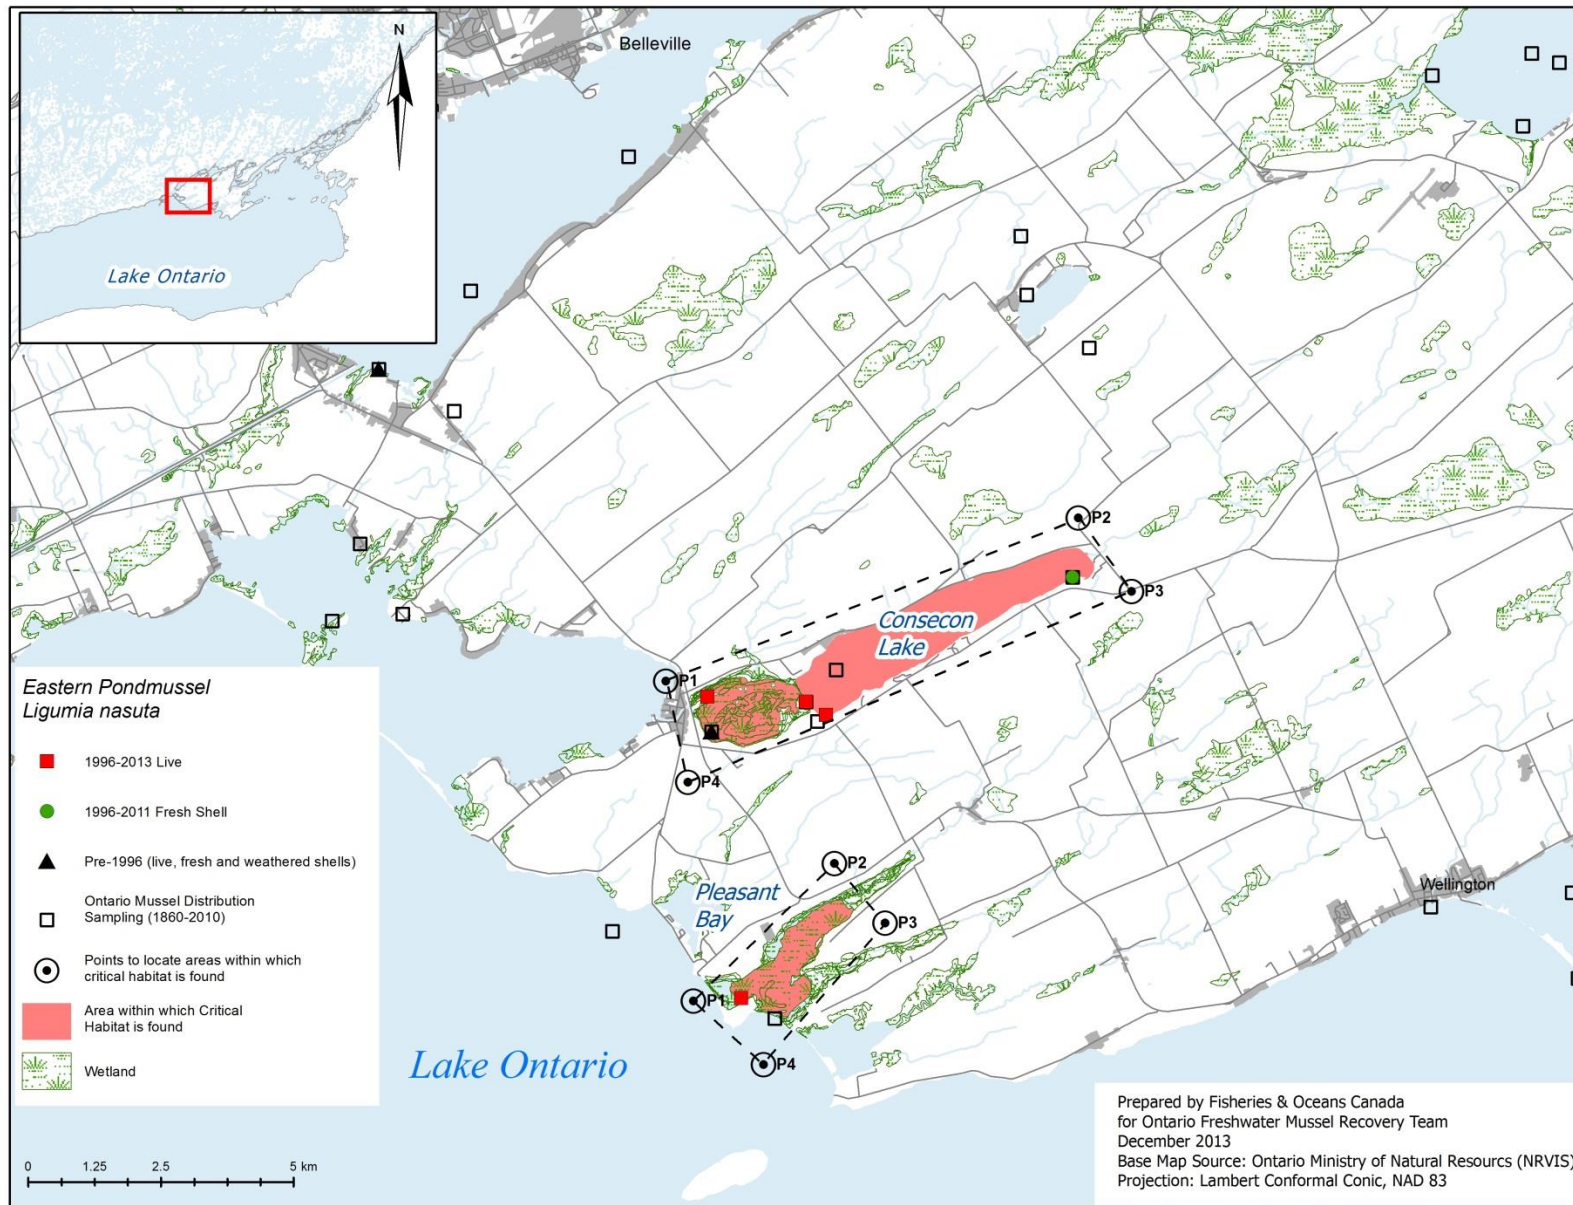 N
Lake Ontario
Belleville
P2
P3
Consecon
Lake
P1
P4
P2
Pleasant
Bay
P3
P1
P4
Wellington
Lake Ontario
Eastern Pondmussel
Ligumia nasuta
1996-2013 Live
1996-2011 Fresh Shell
Pre-1996 (live, fresh and weathered shells)
Ontario Mussel Distribution
Sampling (1860-2010)
Points to locate areas within which
critical habitat is found
Area within which Critical
Habitat is found
Wetland
0 1.25 2.5 5 km
Prepared by Fisheries & Oceans Canada
for Ontario Freshwater Mussel Recovery Team
December 2013
Base Map Source: Ontario Ministry of Natural Resourcs (NRVIS)
Projection: Lambert Conformal Conic, NAD 83